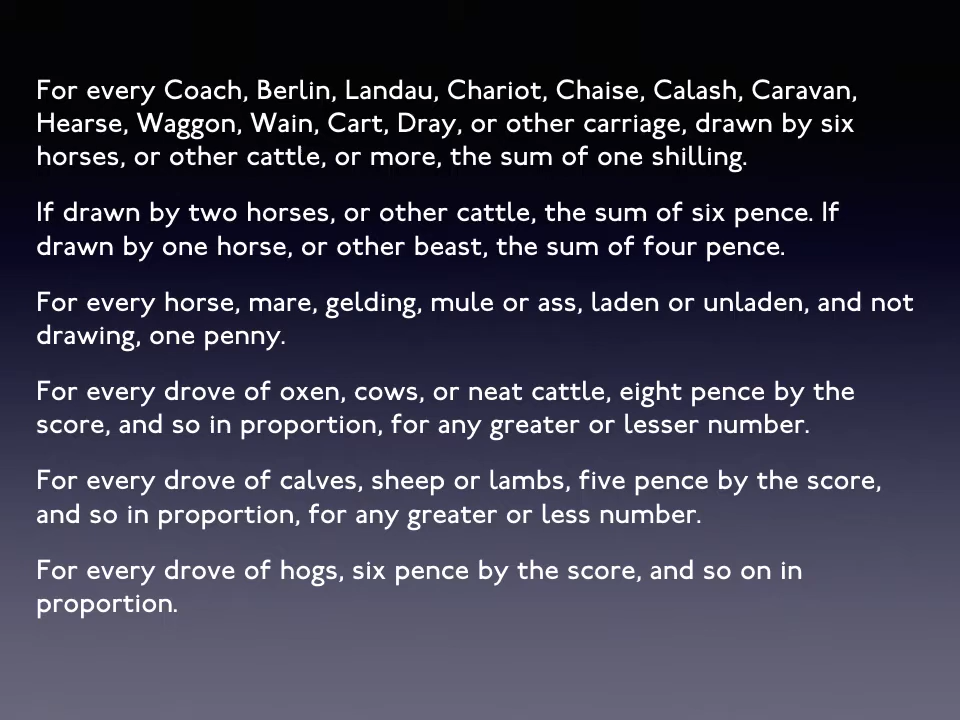 For every Coach, Berlin, Landau, Chariot, Chaise, Calash, Caravan,
Hearse, Waggon, Wain, Cart, Dray, or other carriage, drawn by six
horses, or other cattle, or more, the sum of one shilling.
If drawn by two horses, or other cattle, the sum of six pence. If
drawn by one horse, or other beast, the sum of four pence.
For every horse, mare, gelding, mule or ass, laden or unladen, and not
drawing, one penny.
For every drove of oxen, cows, or neat cattle, eight pence by the
score, and so in proportion, for any greater or lesser number.
For every drove of calves, sheep or lambs, five pence by the score,
and so in proportion, for any greater or less number.
For every drove of hogs, six pence by the score, and so on in
proportion.